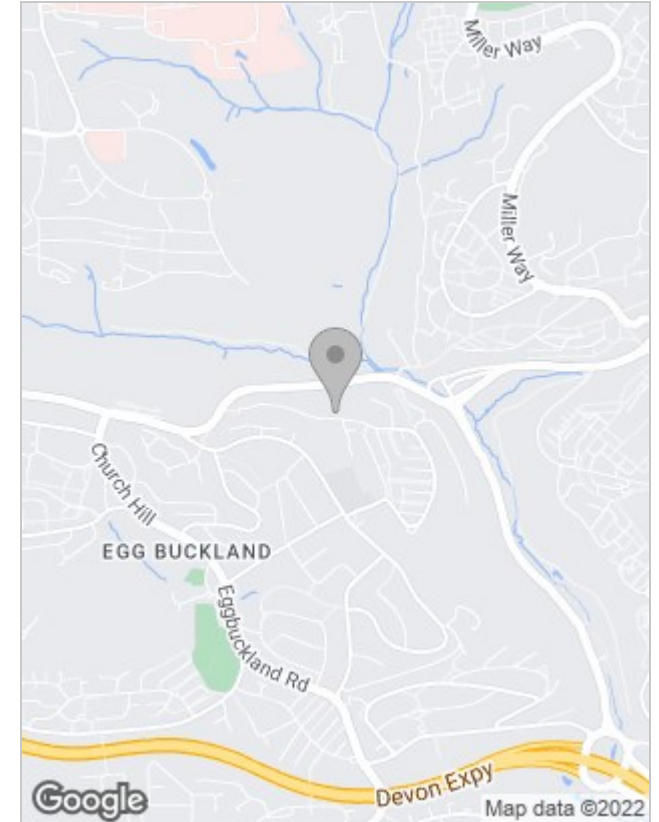 Miller Way
Miller Way
Church Hill
EGG BUCKLAND
Eggbuckland Rd
Devon Expy
Google
Map data ©2022